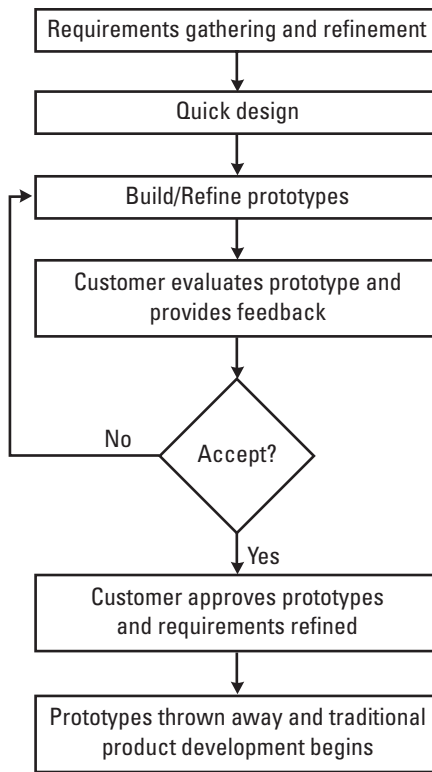 Requirements gathering and refinement
Quick design
Build/Refine prototypes
Customer evaluates prototype and
provides feedback
No
Accept?
Yes
Customer approves prototypes
and requirements refined
Prototypes thrown away and traditional
product development begins